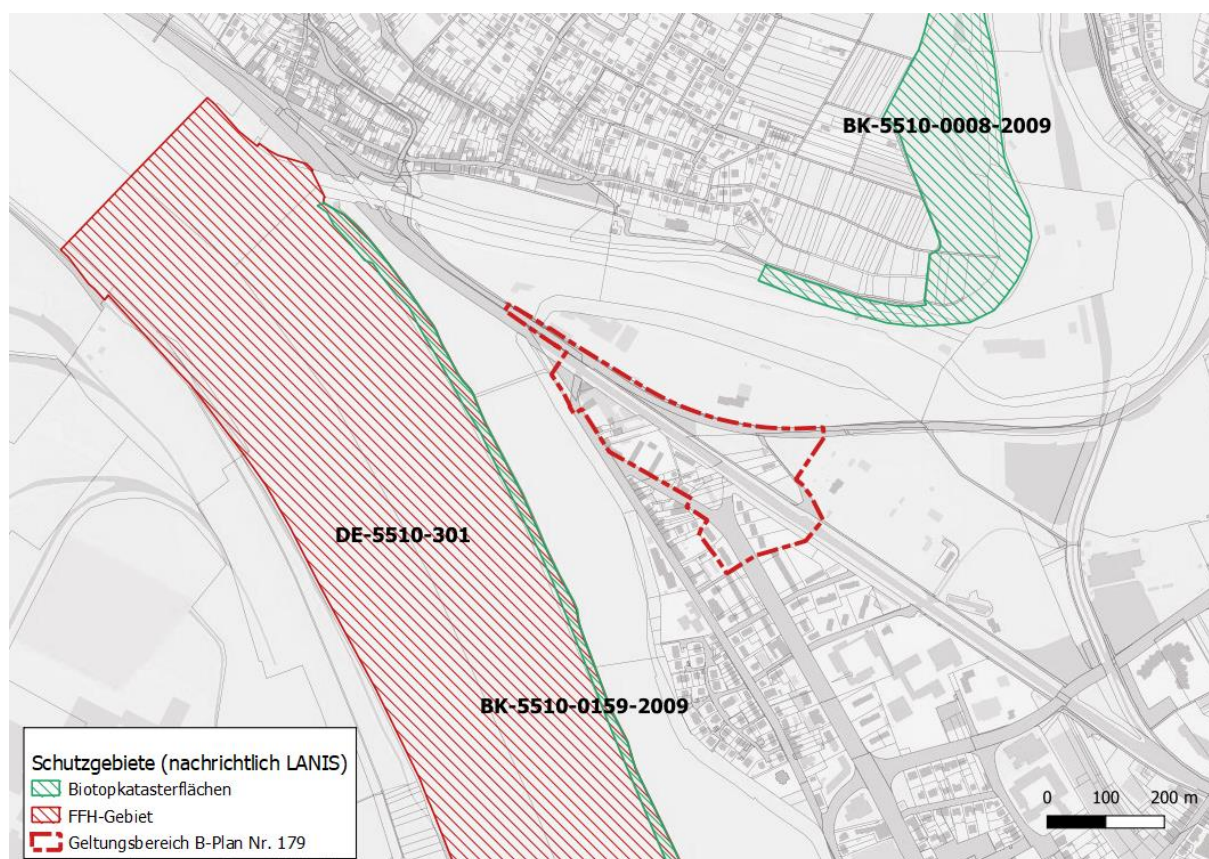 BK-5510-0008-2009
DE-5510-301
BK-5510-0159-2009
Schutzgebiete (nachrichtlich LANIS)
Biotopkatasterflächen
FFH-Gebiet
Geltungsbereich B-Plan Nr. 179
0 100 200 m